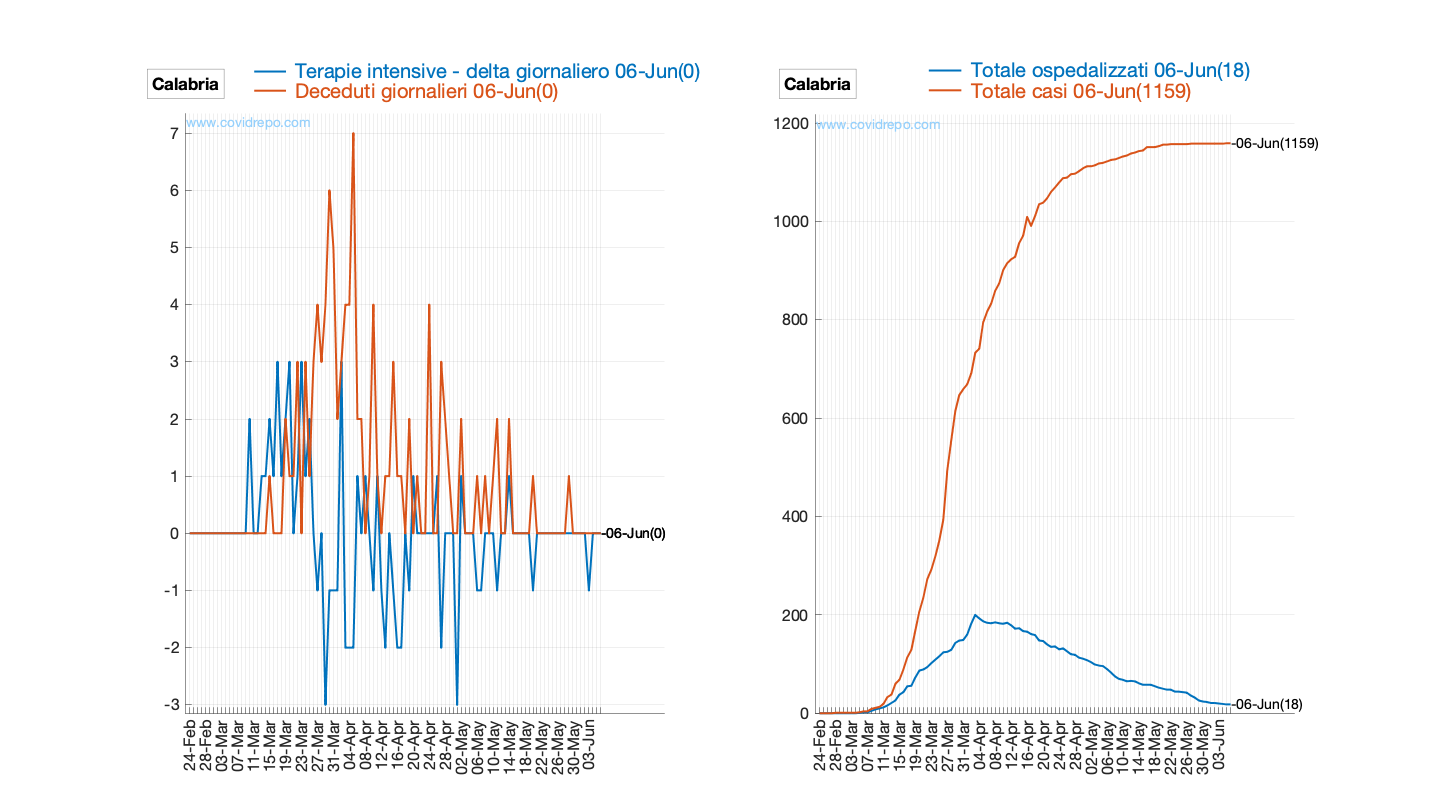 Calabria
Terapie intensive - delta giornaliero 06-Jun(0)
Deceduti giornalieri 06-Jun(0)
www.covidrepo.com
7
6
5
4
3
2
1
0
-1
-2
-3
-06-Jun(0)
24-Feb
28-Feb
03-Mar
07-Mar
11-Mar
15-Mar
19-Mar
23-Mar
27-Mar
31-Mar
04-Apr
08-Apr
12-Apr
16-Apr
20-Apr
24-Apr
28-Apr
02-May
06-May
10-May
14-May
18-May
22-May
26-May
30-May
03-Jun
Calabria
Totale ospedalizzati 06-Jun(18)
Totale casi 06-Jun(1159)
www.covidrepo.com
1200
1000
800
600
400
200
0
-06-Jun(1159)
-06-Jun(18)
24-Feb
28-Feb
03-Mar
07-Mar
11-Mar
15-Mar
19-Mar
23-Mar
27-Mar
31-Mar
04-Apr
08-Apr
12-Apr
16-Apr
20-Apr
24-Apr
28-Apr
02-May
06-May
10-May
14-May
18-May
22-May
26-May
30-May
03-Jun